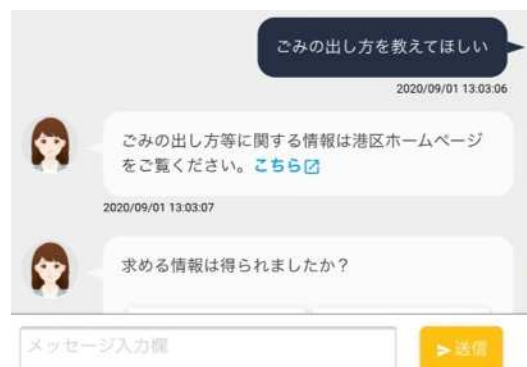 ごみの出し方を教えてほしい
2020/09/01 13:03:06
ごみの出し方等に関する情報は港区ホームページ
をご覧ください。こちら
2020/09/01 13:03:07
求める情報は得られましたか？
メッセージ入力欄
送信